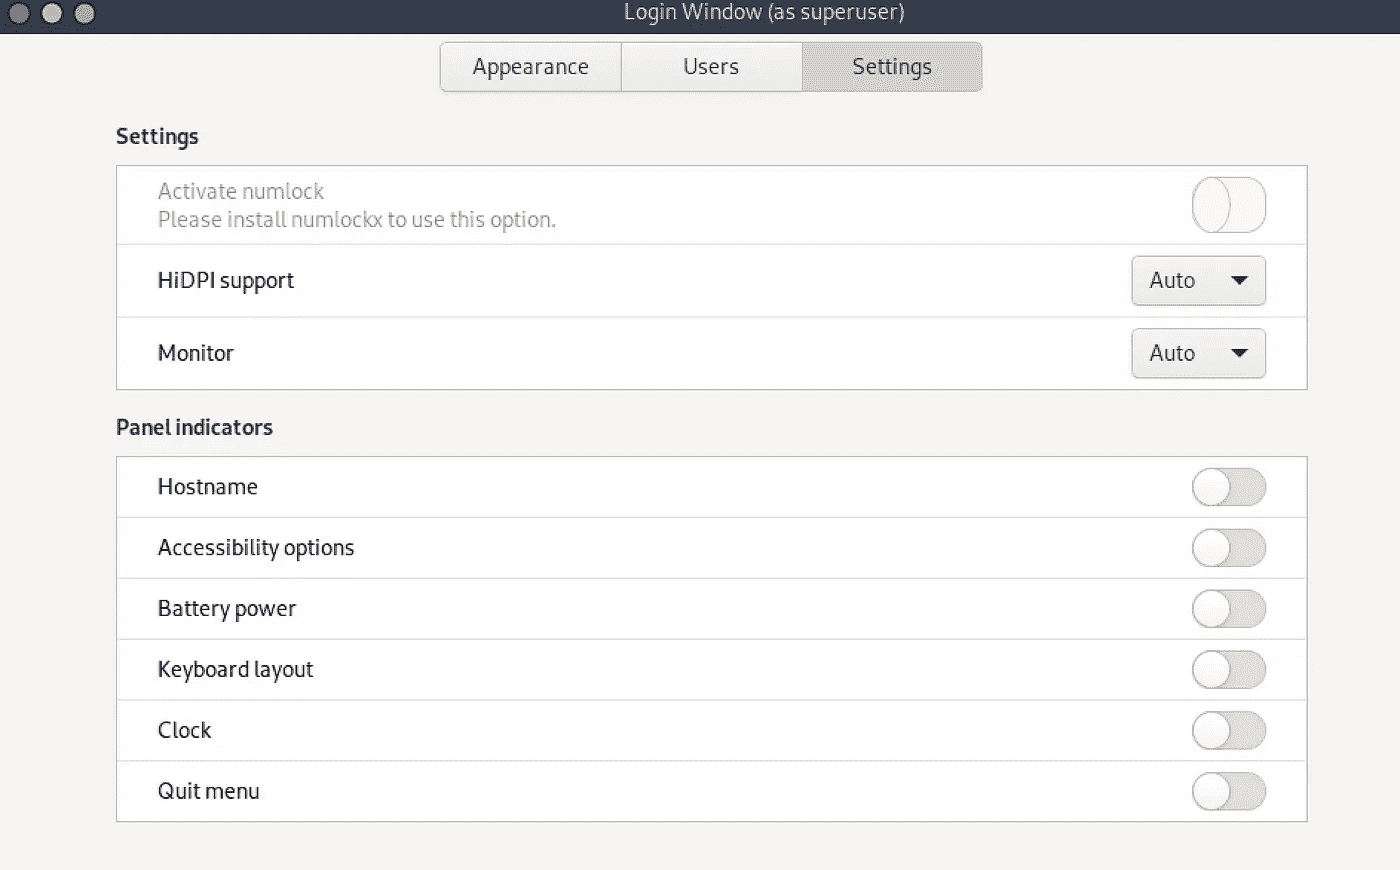 Login Window (as superuser)
Appearance
Users
Settings
Settings
Activate numlock
Please install numlockx to use this option.
HiDPI support
Auto
Monitor
Auto
Panel indicators
Hostname
Accessibility options
Battery power
Keyboard layout
Clock
Quit menu